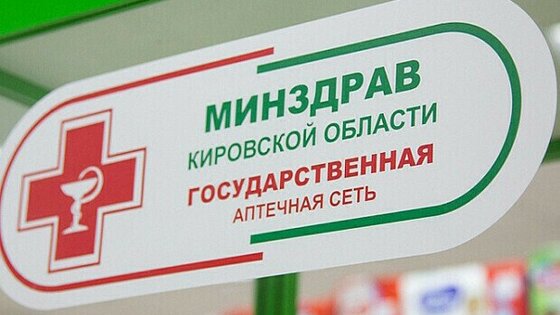 МИНЗДРАВ
КИРОВСКОЙ ОБЛАСТИ
ГОСУДАРСТВЕННАЯ
АПТЕЧНАЯ СЕТЬ